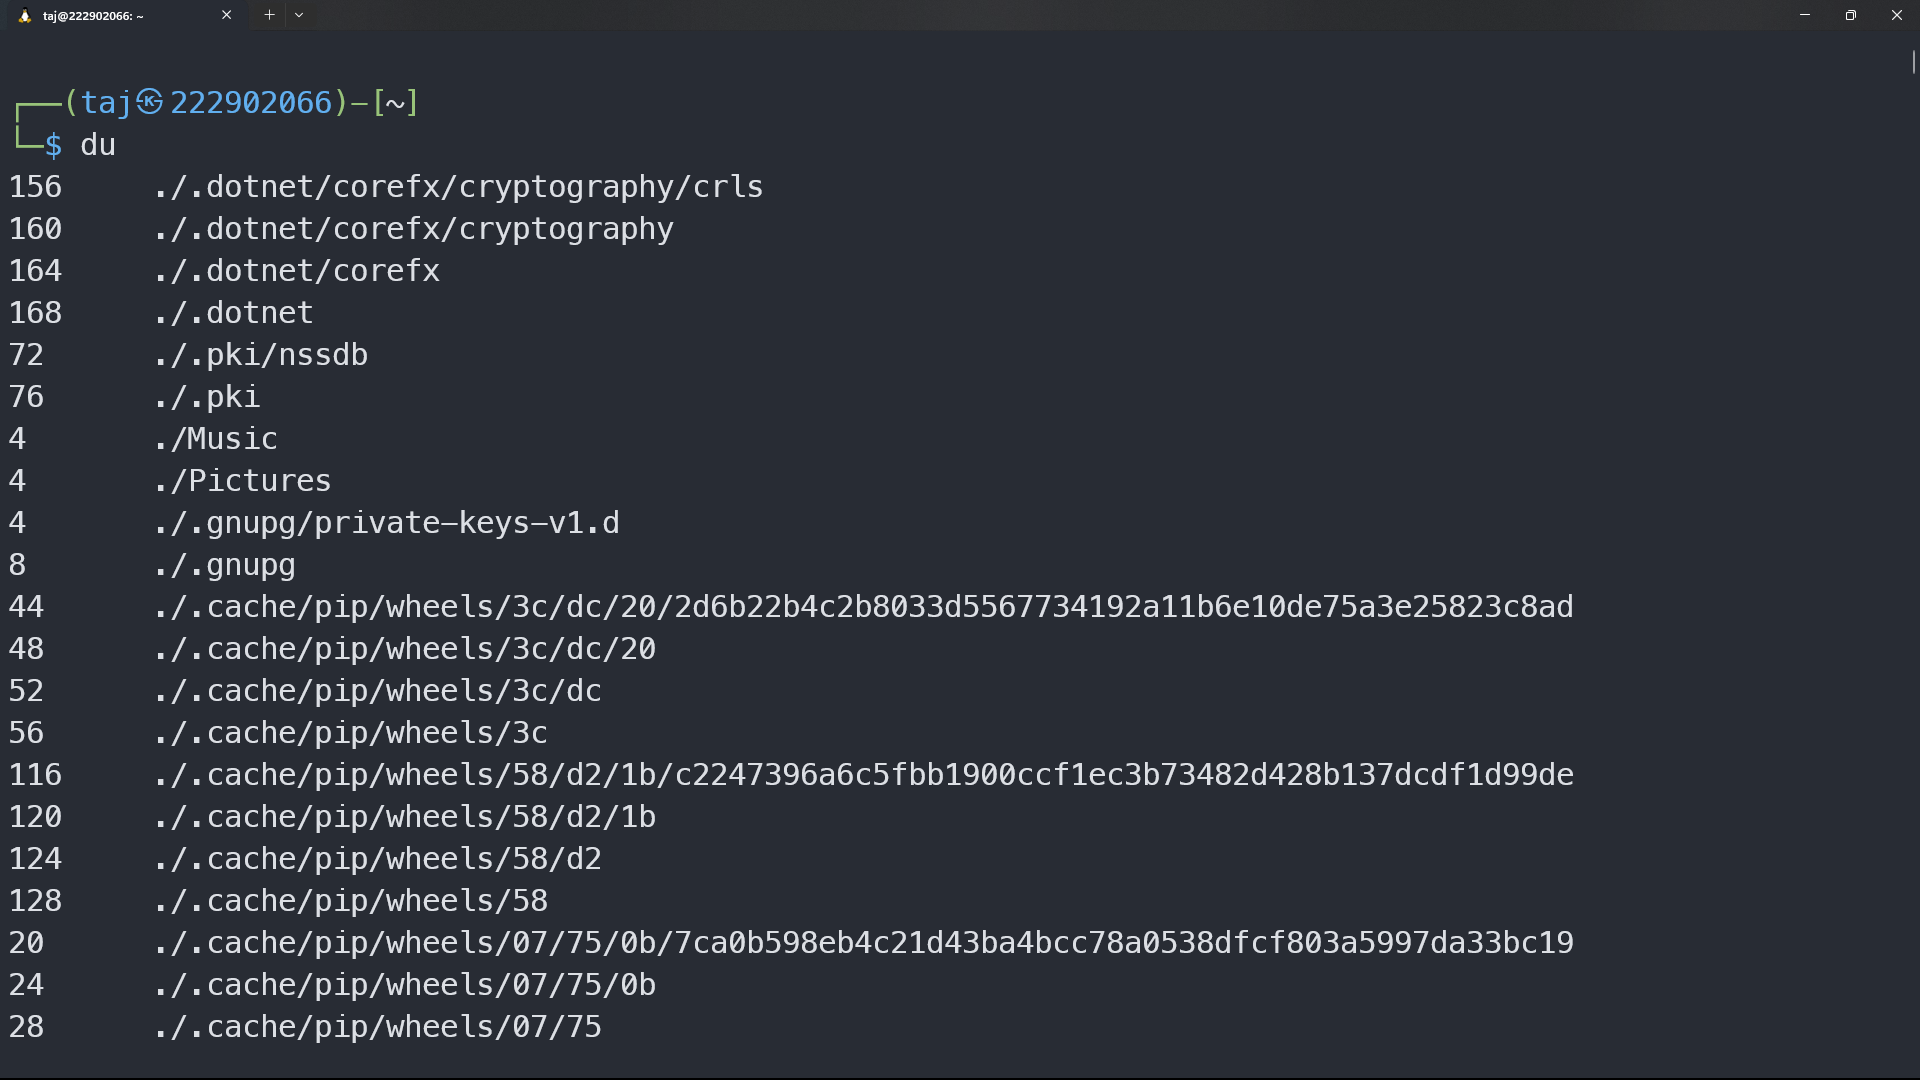 taj@222902066: ~
┌──(taj㉿222902066)-[~]
└─$ du
156	./.dotnet/corefx/cryptography/crls
160	./.dotnet/corefx/cryptography
164	./.dotnet/corefx
168	./.dotnet
72	./.pki/nssdb
76	./.pki
4	./Music
4	./Pictures
4	./.gnupg/private-keys-v1.d
8	./.gnupg
44	./.cache/pip/wheels/3c/dc/20/2d6b22b4c2b8033d5567734192a11b6e10de75a3e25823c8ad
48	./.cache/pip/wheels/3c/dc/20
52	./.cache/pip/wheels/3c/dc
56	./.cache/pip/wheels/3c
116	./.cache/pip/wheels/58/d2/1b/c2247396a6c5fbb1900ccf1ec3b73482d428b137dcdf1d99de
120	./.cache/pip/wheels/58/d2/1b
124	./.cache/pip/wheels/58/d2
128	./.cache/pip/wheels/58
20	./.cache/pip/wheels/07/75/0b/7ca0b598eb4c21d43ba4bcc78a0538dfcf803a5997da33bc19
24	./.cache/pip/wheels/07/75/0b
28	./.cache/pip/wheels/07/75